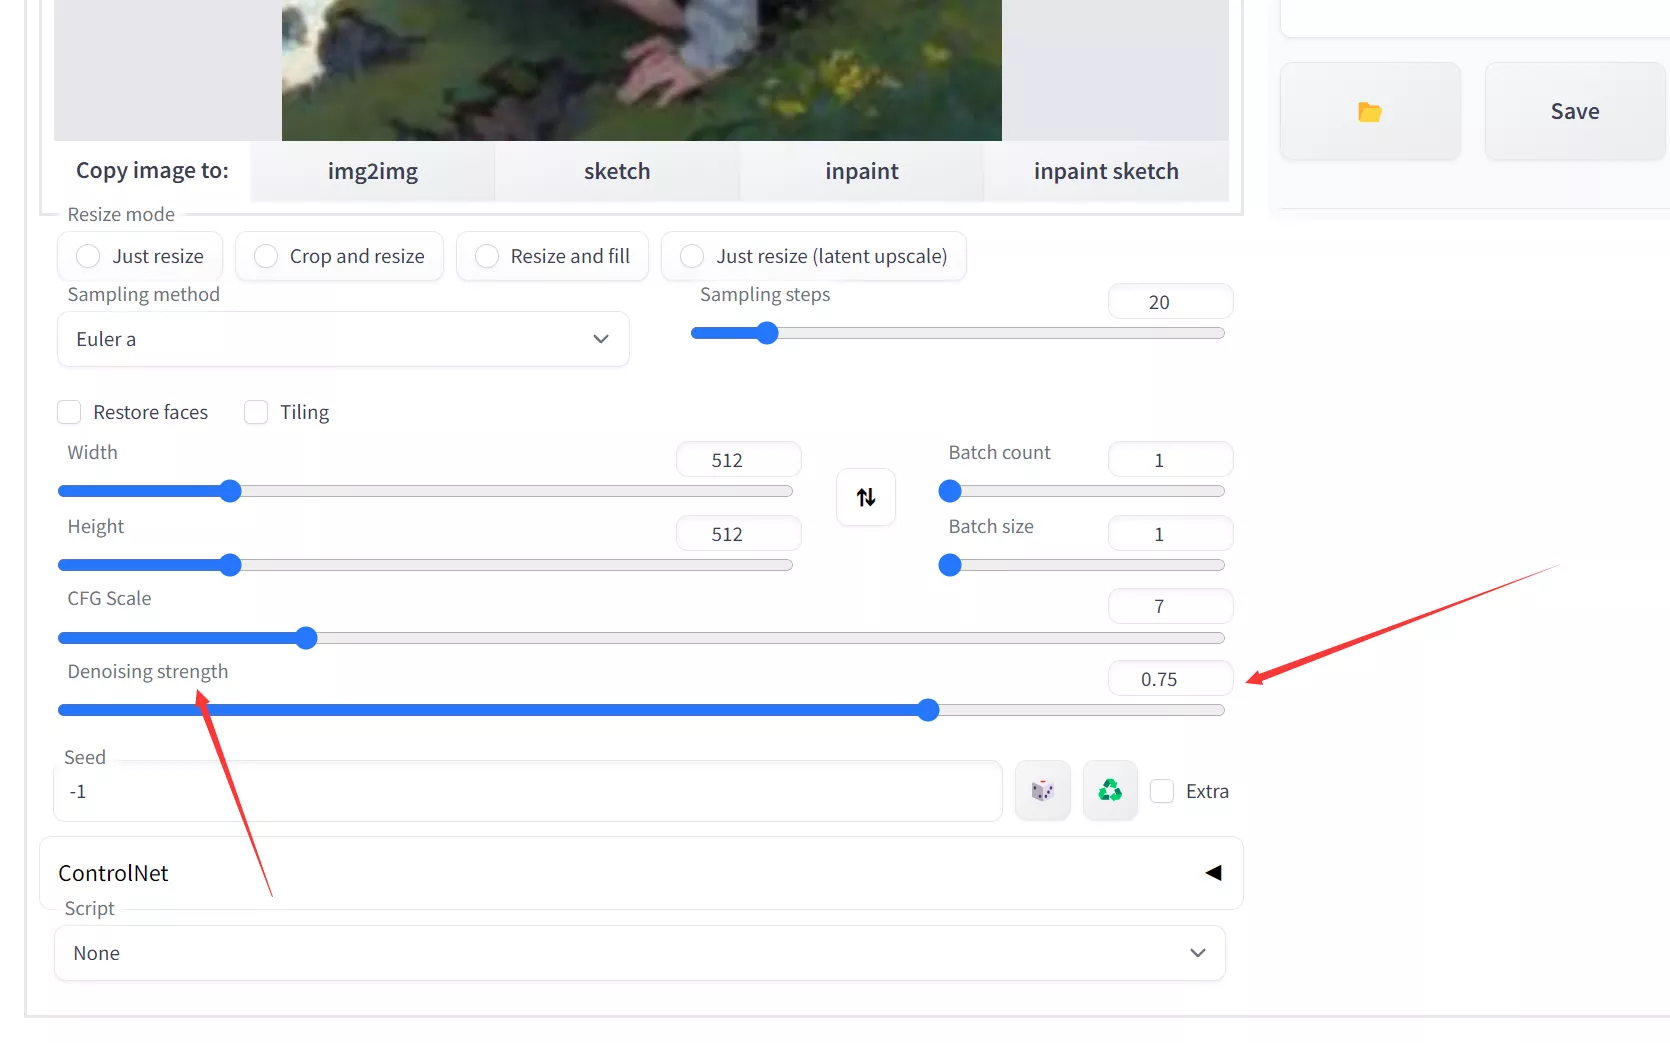 Save
Copy image to: img2img sketch inpaint inpaint sketch
Resize mode
Just resize Crop and resize Resize and fill Just resize (latent upscale)
Sampling method Sampling steps 20
Euler a
Restore faces Tiling
Width 512 Batch count 1
Height 512 Batch size 1
CFG Scale 7
Denoising strength 0.75
Seed
-1 Extra
ControlNet
Script
None